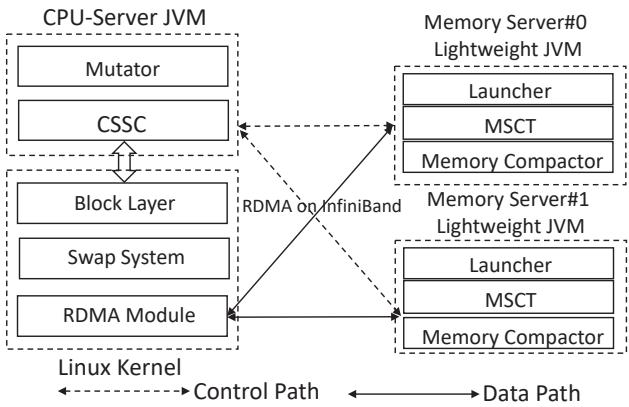 CPU-Server JVM
Mutator
CSSC
Block Layer
Swap System
RDMA Module
Linux Kernel
RDMA on InfiniBand
Memory Server#0
Lightweight JVM
Launcher
MSCT
Memory Compactor
Memory Server#1
Lightweight JVM
Launcher
MSCT
Memory Compactor
Control Path
Data Path